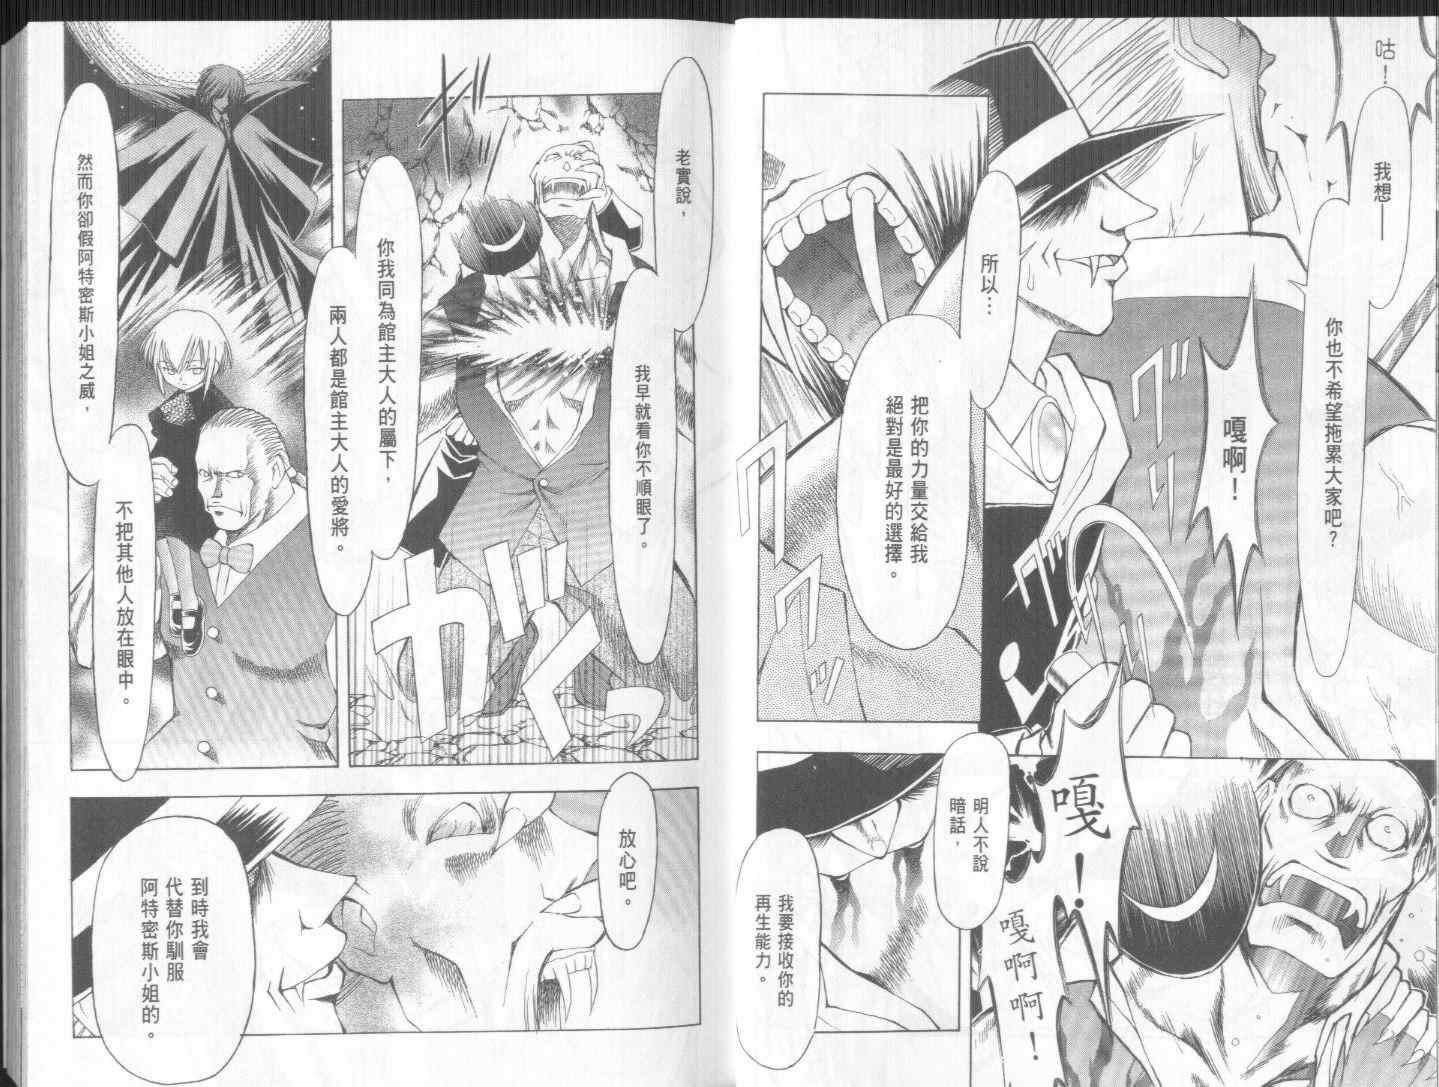 咕！
我想──
你也不希望拖累大家吧？
嘎啊！
所以…
把你的力量交給我
絕對是最好的選擇。
嘎！
嘎啊啊！
明人不說
暗話，
我要接收你的
再生能力。
老實說，
我早就看你不順眼了。
你我同為館主大人的屬下，
兩人都是館主大人的愛將。
ガガくッ
然而你卻假阿特密斯小姐之威，
不把其他人放在眼中。
放心吧。
到時我會
代替你馴服
阿特密斯小姐的。